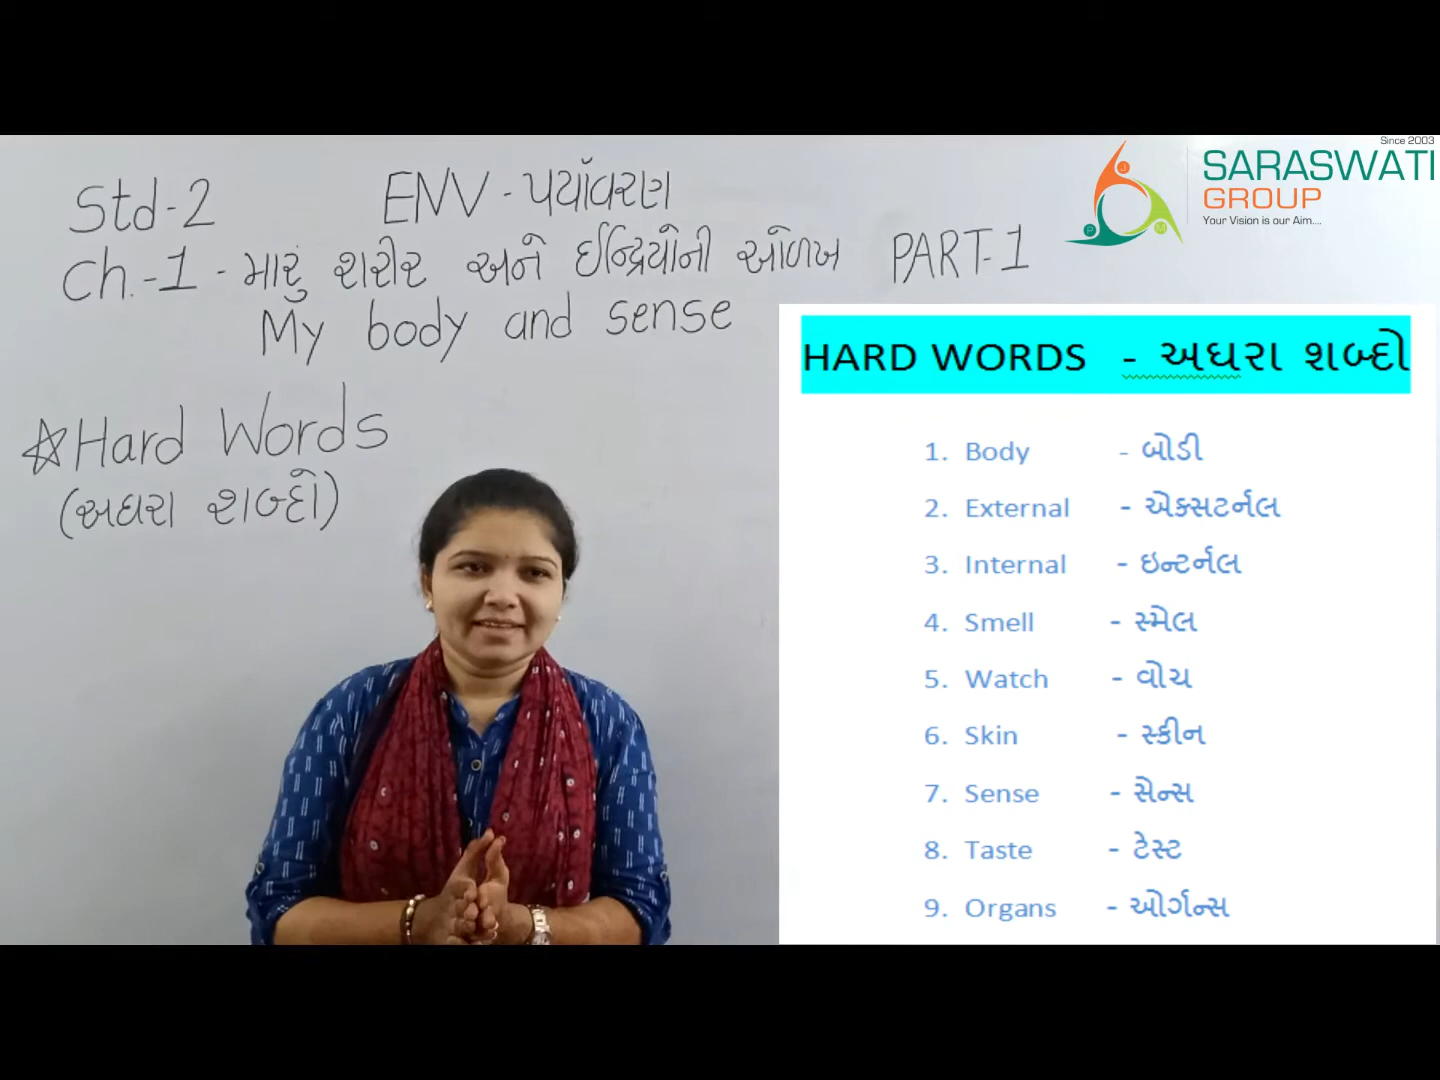 Since 2003
SARASWATI
GROUP
Your Vision is our Aim....
J
P
M
Std-2 ENV - પર્યાવરણ
Ch.-1 - મારું શરીર અને ઈન્દ્રિયોની ઓળખ PART-1
My body and sense
☆Hard Words
(અઘરા શબ્દો)
HARD WORDS - અઘરા શબ્દો
1. Body - બોડી
2. External - એક્સટર્નલ
3. Internal - ઇન્ટર્નલ
4. Smell - સ્મેલ
5. Watch - વોચ
6. Skin - સ્કીન
7. Sense - સેન્સ
8. Taste - ટેસ્ટ
9. Organs - ઓર્ગન્સ